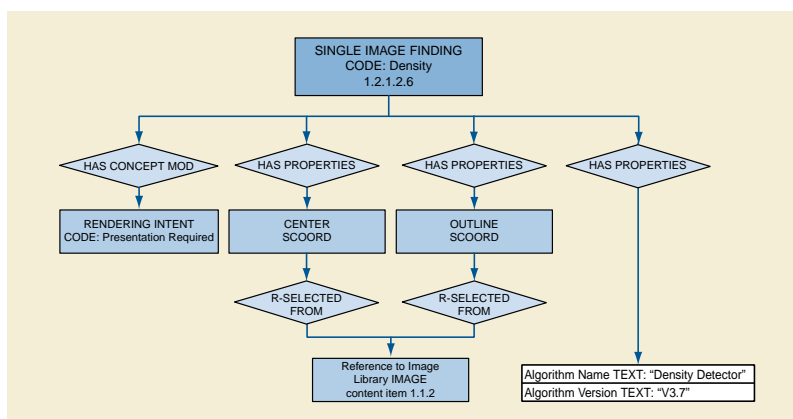 SINGLE IMAGE FINDING
CODE: Density
1.2.1.2.6
HAS CONCEPT MOD
HAS PROPERTIES
HAS PROPERTIES
HAS PROPERTIES
RENDERING INTENT
CODE: Presentation Required
CENTER
SCOORD
OUTLINE
SCOORD
R-SELECTED
FROM
R-SELECTED
FROM
Reference to Image
Library IMAGE
content item 1.1.2
Algorithm Name TEXT: “Density Detector”
Algorithm Version TEXT: “V3.7”